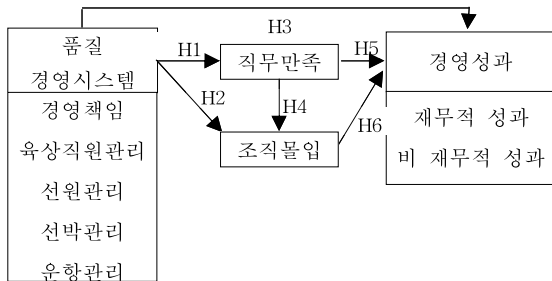 H3
품질
경영시스템
경영책임
육상직원관리
선원관리
선박관리
운항관리
H1
H2
직무만족
H4
조직몰입
H5
H6
경영성과
재무적 성과
비 재무적 성과